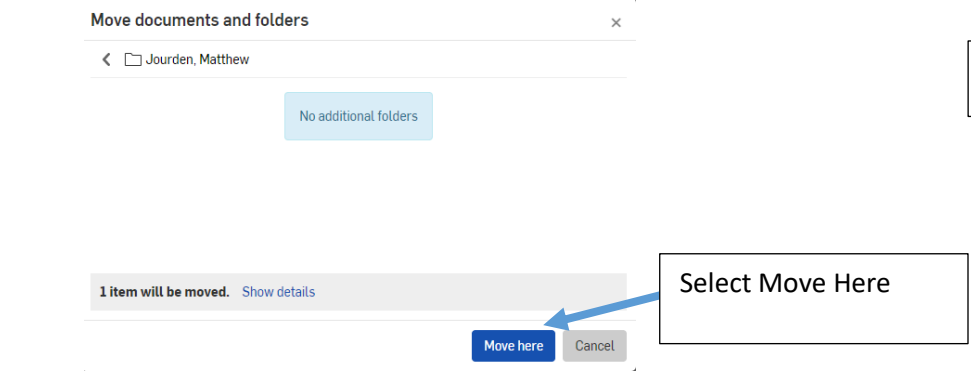 Move documents and folders
Jourden, Matthew
No additional folders
1 item will be moved. Show details
Select Move Here
Move here Cancel